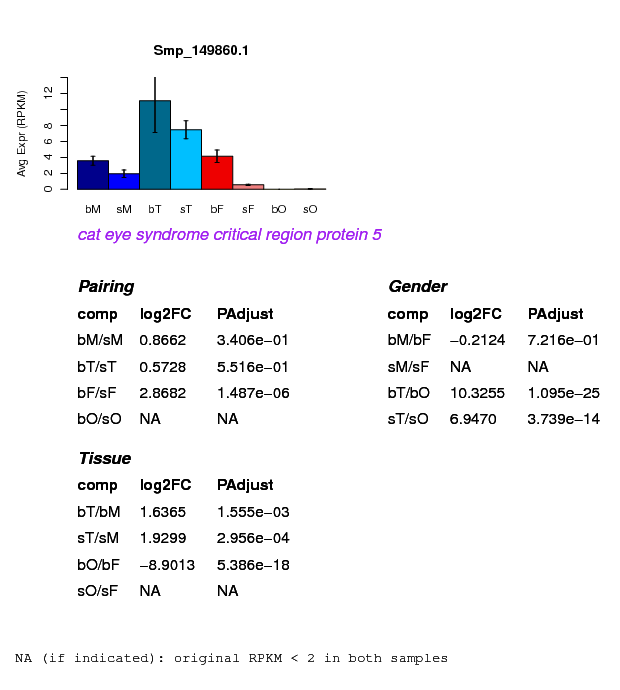 Smp_149860.1
Avg Expr (RPKM)
0 2 4 6 8 12
bM sM bT sT bF sF bO sO
cat eye syndrome critical region protein 5
Pairing
comp log2FC PAdjust
bM/sM 0.8662 3.406e−01
bT/sT 0.5728 5.516e−01
bF/sF 2.8682 1.487e−06
bO/sO NA NA
Gender
comp log2FC PAdjust
bM/bF −0.2124 7.216e−01
sM/sF NA NA
bT/bO 10.3255 1.095e−25
sT/sO 6.9470 3.739e−14
Tissue
comp log2FC PAdjust
bT/bM 1.6365 1.555e−03
sT/sM 1.9299 2.956e−04
bO/bF −8.9013 5.386e−18
sO/sF NA NA
NA (if indicated): original RPKM < 2 in both samples